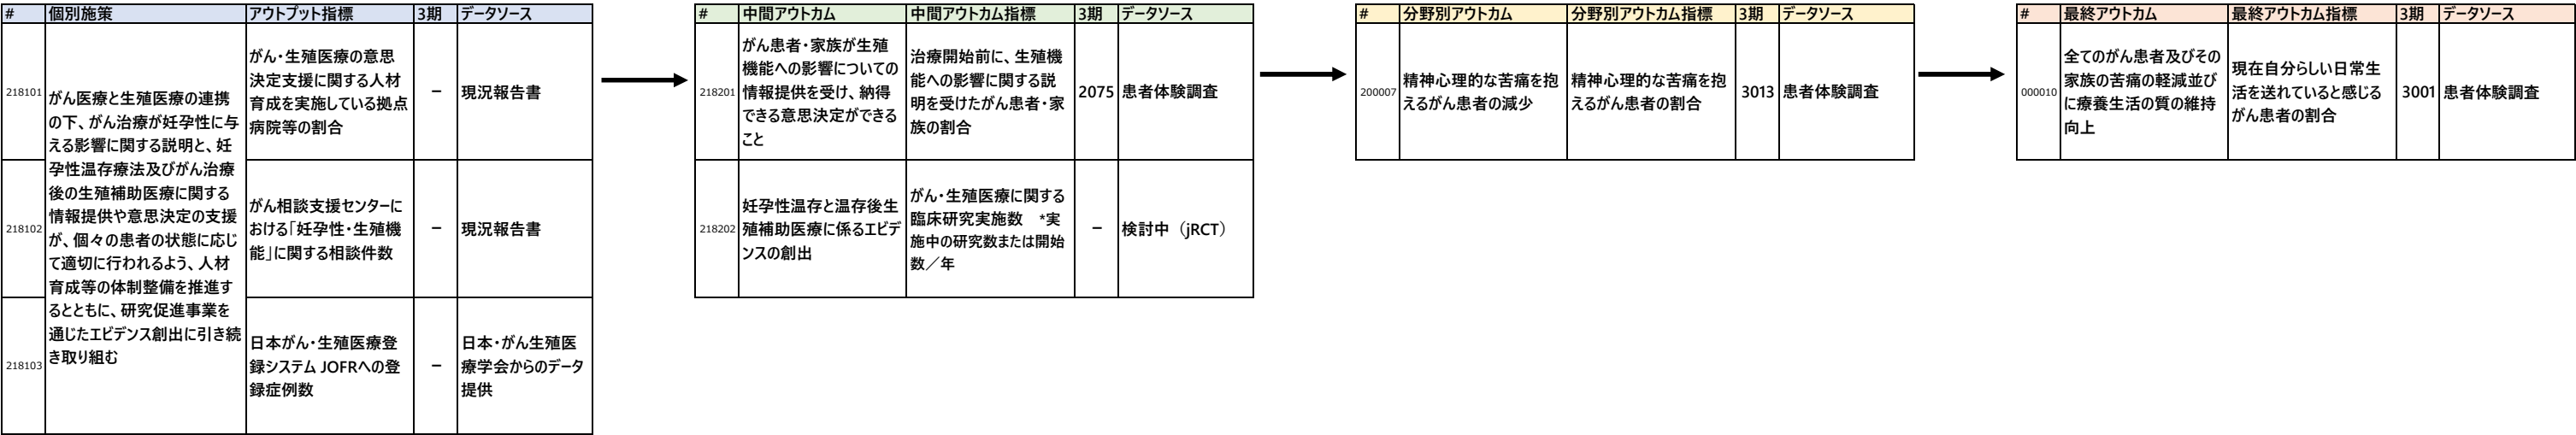 # 個別施策 アウトプット指標 3期 データソース
218101
がん医療と生殖医療の連携
の下、がん治療が妊孕性に与
える影響に関する説明と、妊
孕性温存療法及びがん治療
後の生殖補助医療に関する
情報提供や意思決定の支援
が、個々の患者の状態に応じ
て適切に行われるよう、人材
育成等の体制整備を推進す
るとともに、研究促進事業を
通じたエビデンス創出に引き続
き取り組む
がん・生殖医療の意思
決定支援に関する人材
育成を実施している拠点
病院等の割合
－
現況報告書
218102
がん相談支援センターに
おける「妊孕性・生殖機
能」に関する相談件数
－
現況報告書
218103
日本がん・生殖医療登
録システム JOFRへの登
録症例数
－
日本・がん生殖医
療学会からのデータ
提供
# 中間アウトカム 中間アウトカム指標 3期 データソース
218201
がん患者・家族が生殖
機能への影響についての
情報提供を受け、納得
できる意思決定ができる
こと
治療開始前に、生殖機
能への影響に関する説
明を受けたがん患者・家
族の割合
2075
患者体験調査
218202
妊孕性温存と温存後生
殖補助医療に係るエビデ
ンスの創出
がん・生殖医療に関する
臨床研究実施数　*実
施中の研究数または開始
数／年
－
検討中（jRCT）
# 分野別アウトカム 分野別アウトカム指標 3期 データソース
200007
精神心理的な苦痛を抱
えるがん患者の減少
精神心理的な苦痛を抱
えるがん患者の割合
3013
患者体験調査
# 最終アウトカム 最終アウトカム指標 3期 データソース
000010
全てのがん患者及びその
家族の苦痛の軽減並び
に療養生活の質の維持
向上
現在自分らしい日常生
活を送れていると感じる
がん患者の割合
3001
患者体験調査